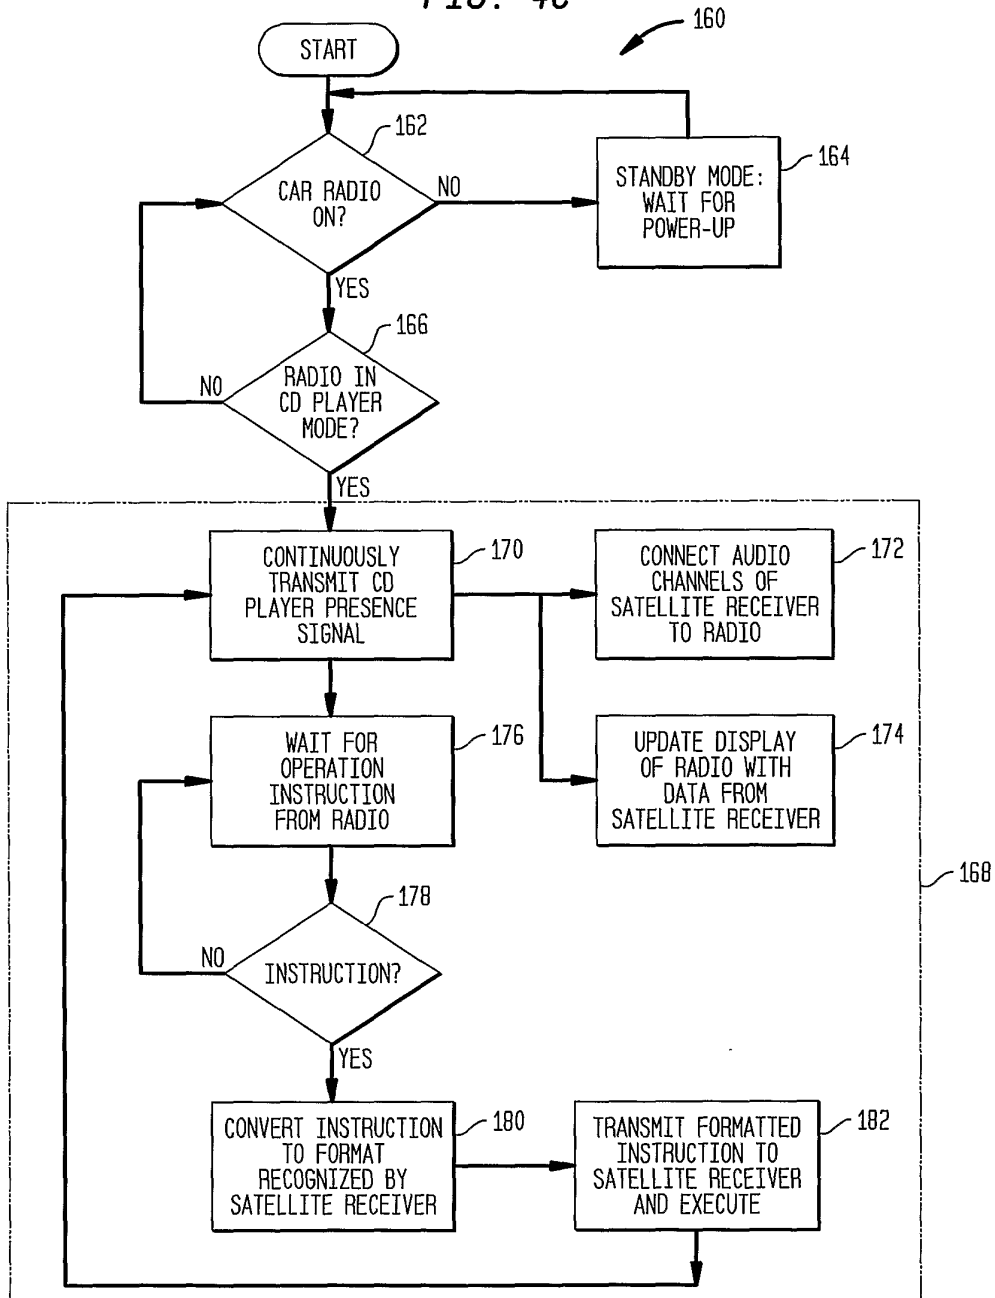 160
START
162
CAR RADIO
ON?
NO
STANDBY MODE:
WAIT FOR
POWER-UP
164
YES
166
RADIO IN
CD PLAYER
MODE?
NO
YES
CONTINUOUSLY
TRANSMIT CD
PLAYER PRESENCE
SIGNAL
170
CONNECT AUDIO
CHANNELS OF
SATELLITE RECEIVER
TO RADIO
172
WAIT FOR
OPERATION
INSTRUCTION
FROM RADIO
176
UPDATE DISPLAY
OF RADIO WITH
DATA FROM
SATELLITE RECEIVER
174
168
178
INSTRUCTION?
NO
YES
CONVERT INSTRUCTION
TO FORMAT
RECOGNIZED BY
SATELLITE RECEIVER
180
TRANSMIT FORMATTED
INSTRUCTION TO
SATELLITE RECEIVER
AND EXECUTE
182